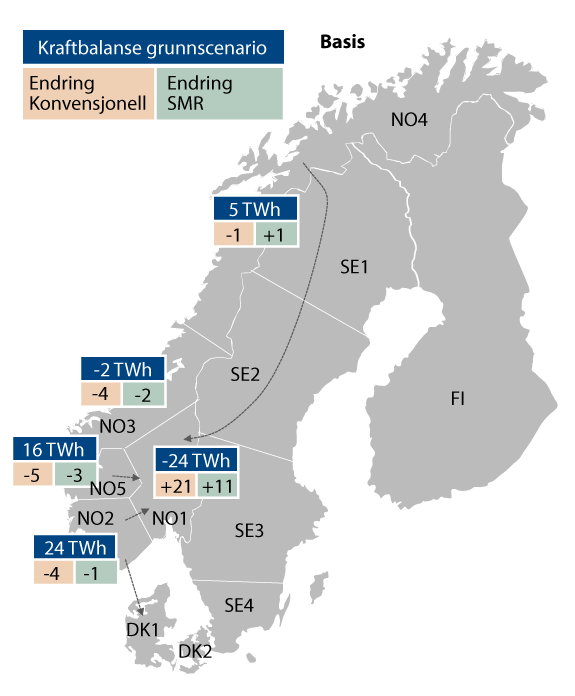 Kraftbalanse grunnscenario
Basis
Endring
Konvensjonell
Endring
SMR
NO4
5 TWh
-1
+1
SE1
-2 TWh
-4
-2
SE2
FI
NO3
16 TWh
-5
-3
-24 TWh
+21
+11
NO5
NO2
NO1
SE3
24 TWh
-4
-1
SE4
DK1
DK2